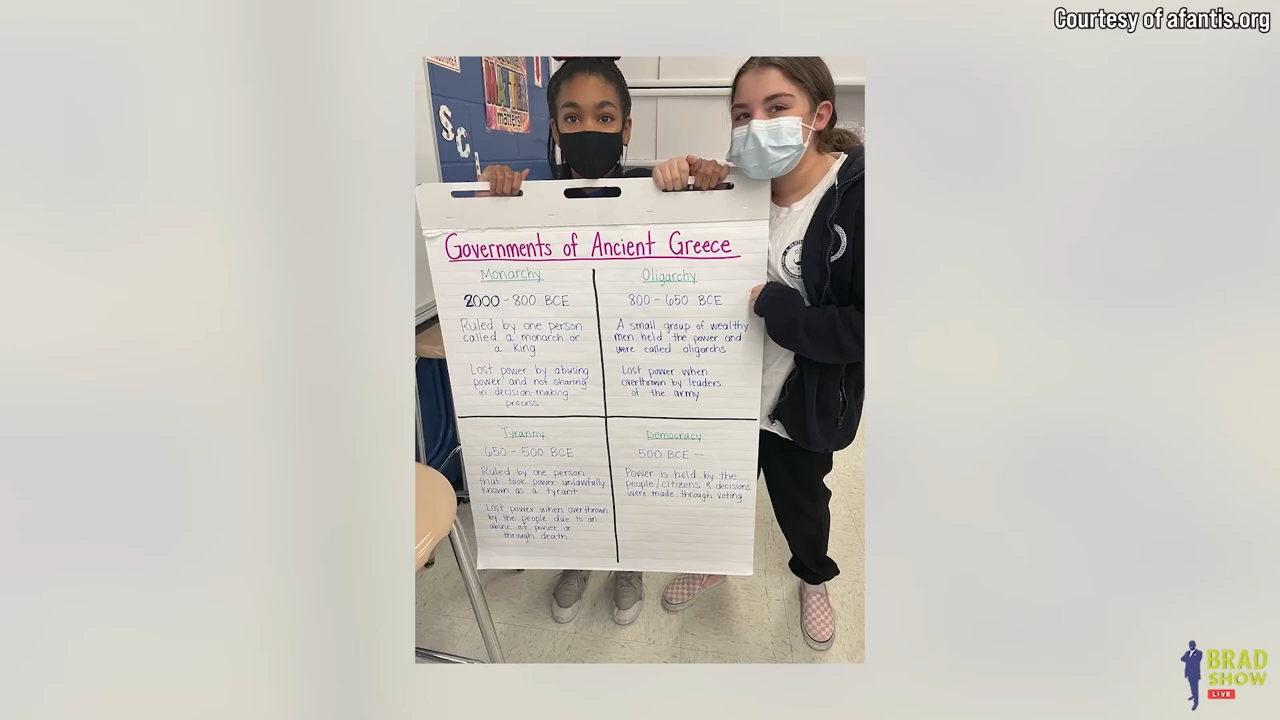 Courtesy of afantis.org
matters
S
C
Governments of Ancient Greece
Monarchy
2000 - 800 BCE
Ruled by one person
called a monarch or
a king
Lost power by abusing
power and not sharing
in decision-making
process
Oligarchy
800 - 650 BCE
A small group of wealthy
men held the power and
were called oligarchs
Lost power when
overthrown by leaders
of the army
Tyranny
650 - 500 BCE
Ruled by one person
that took power unlawfully
known as a tyrant
Lost power when overthrown
by the people due to an
abuse of power or
through death
Democracy
500 BCE —
Power is held by the
people/citizens & decisions
were made through voting
BRAD
SHOW
LIVE